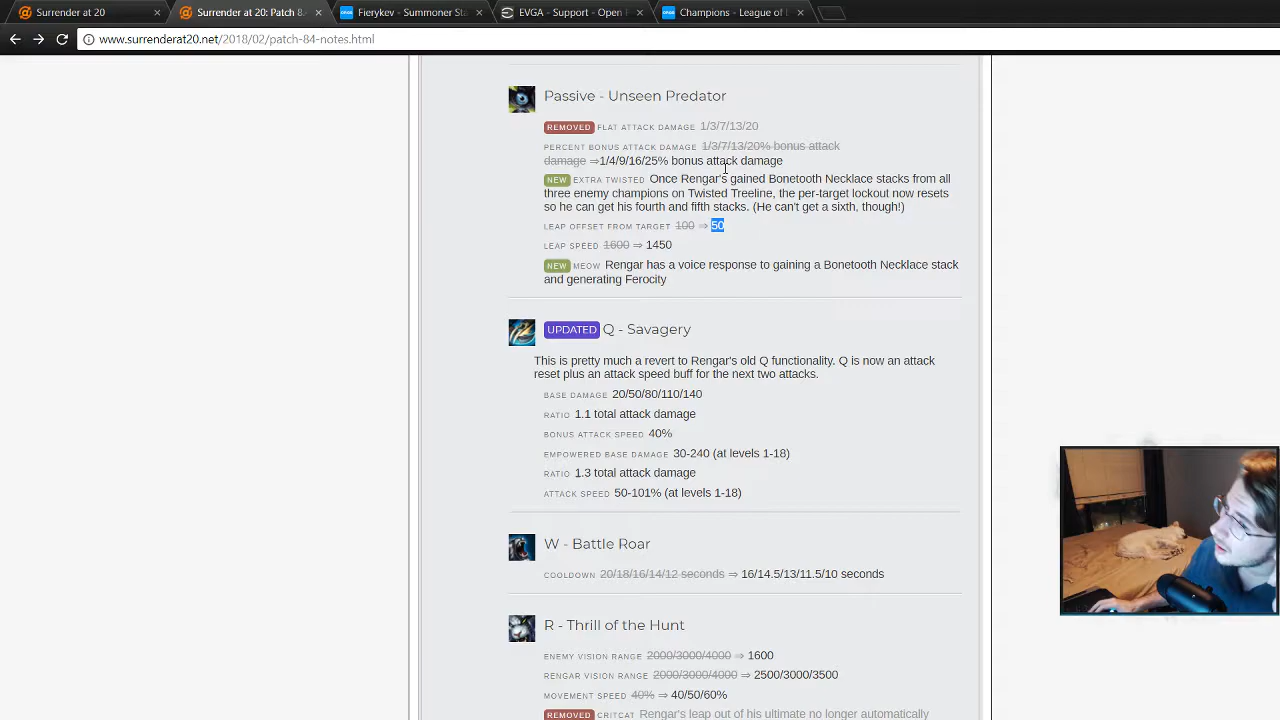 Surrender at 20
Surrender at 20: Patch 8.
Fierykev - Summoner Sta
EVGA - Support - Open
Champions - League of L
www.surrenderat20.net/2018/02/patch-84-notes.html
Passive - Unseen Predator
REMOVED FLAT ATTACK DAMAGE 1/3/7/13/20
PERCENT BONUS ATTACK DAMAGE 1/3/7/13/20% bonus attack
damage ⇒1/4/9/16/25% bonus attack damage
NEW EXTRA TWISTED Once Rengar's gained Bonetooth Necklace stacks from all
three enemy champions on Twisted Treeline, the per-target lockout now resets
so he can get his fourth and fifth stacks. (He can't get a sixth, though!)
LEAP OFFSET FROM TARGET 100 ⇒ 50
LEAP SPEED 1600 ⇒ 1450
NEW MEOW Rengar has a voice response to gaining a Bonetooth Necklace stack
and generating Ferocity
UPDATED Q - Savagery
This is pretty much a revert to Rengar's old Q functionality. Q is now an attack
reset plus an attack speed buff for the next two attacks.
BASE DAMAGE 20/50/80/110/140
RATIO 1.1 total attack damage
BONUS ATTACK SPEED 40%
EMPOWERED BASE DAMAGE 30-240 (at levels 1-18)
RATIO 1.3 total attack damage
ATTACK SPEED 50-101% (at levels 1-18)
W - Battle Roar
COOLDOWN 20/18/16/14/12 seconds ⇒ 16/14.5/13/11.5/10 seconds
R - Thrill of the Hunt
ENEMY VISION RANGE 2000/3000/4000 ⇒ 1600
RENGAR VISION RANGE 2000/3000/4000 ⇒ 2500/3000/3500
MOVEMENT SPEED 40% ⇒ 40/50/60%
REMOVED CRITCAT Rengar's leap out of his ultimate no longer automatically